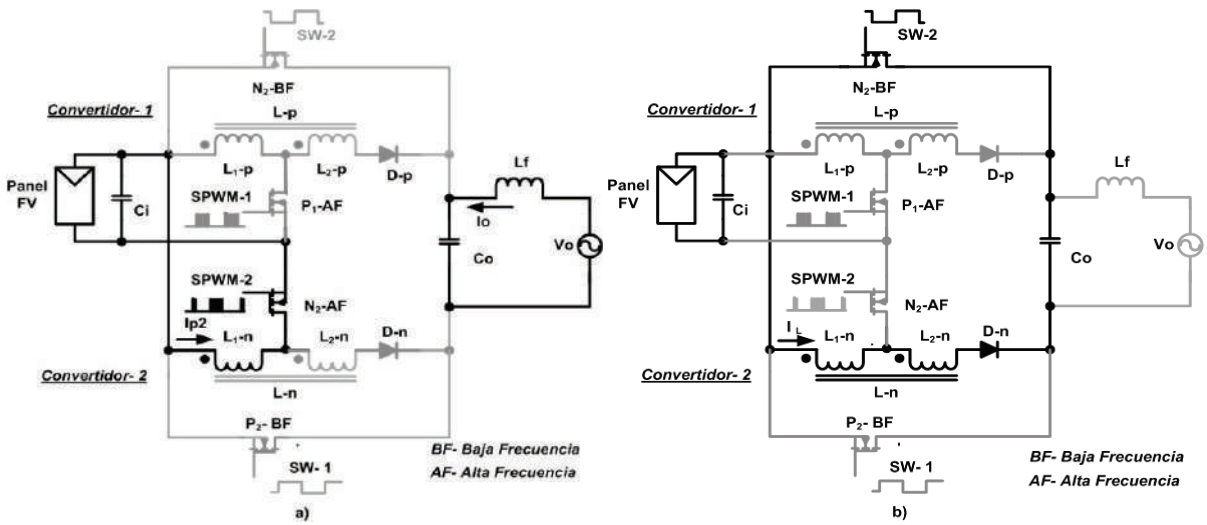 SW-2
N₂-BF
Convertidor- 1
L-p
L₁-p
L₂-p
D-p
Panel
FV
Ci
SPWM-1
P₁-AF
Lf
Io
Vo
Co
SPWM-2
N₂-AF
Ip2
L₁-n
L₂-n
D-n
Convertidor- 2
L-n
P₂- BF
SW- 1
BF- Baja Frecuencia
AF- Alta Frecuencia
a)
SW-2
N₂-BF
Convertidor- 1
L-p
L₁-p
L₂-p
D-p
Panel
FV
Ci
SPWM-1
P₁-AF
Lf
Vo
Co
SPWM-2
N₂-AF
I L
L₁-n
L₂-n
D-n
Convertidor- 2
L-n
P₂- BF
SW- 1
BF- Baja Frecuencia
AF- Alta Frecuencia
b)